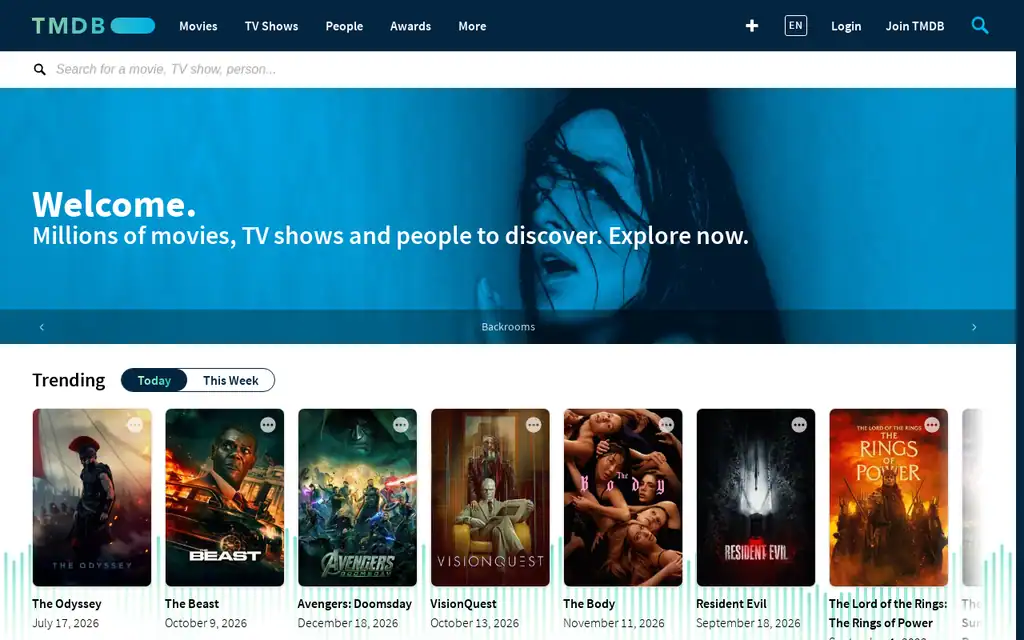 TMDB
Movies
TV Shows
People
Awards
More
EN
Login
Join TMDB
Search for a movie, TV show, person...
Welcome.
Millions of movies, TV shows and people to discover. Explore now.
Backrooms
Trending
Today
This Week
THE ODYSSEY
BEAST
AVENGERS
DOOMSDAY
VISIONQUEST
The
Body
RESIDENT EVIL
THE LORD OF THE RINGS
THE
RINGS
OF
POWER
The Odyssey
July 17, 2026
The Beast
October 9, 2026
Avengers: Doomsday
December 18, 2026
VisionQuest
October 13, 2026
The Body
November 11, 2026
Resident Evil
September 18, 2026
The Lord of the Rings:
The Rings of Power